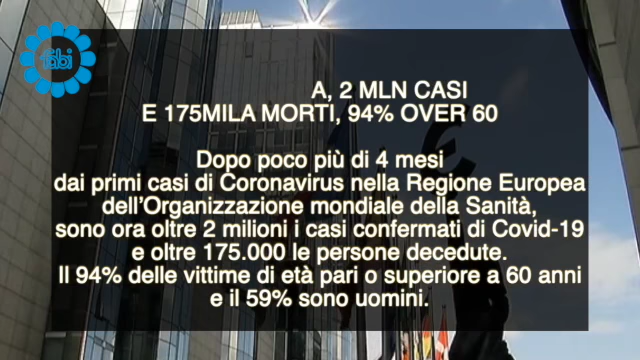 fabi
A, 2 MLN CASI
E 175MILA MORTI, 94% OVER 60
Dopo poco più di 4 mesi
dai primi casi di Coronavirus nella Regione Europea
dell'Organizzazione mondiale della Sanità,
sono ora oltre 2 milioni i casi confermati di Covid-19
e oltre 175.000 le persone decedute.
Il 94% delle vittime di età pari o superiore a 60 anni
e il 59% sono uomini.